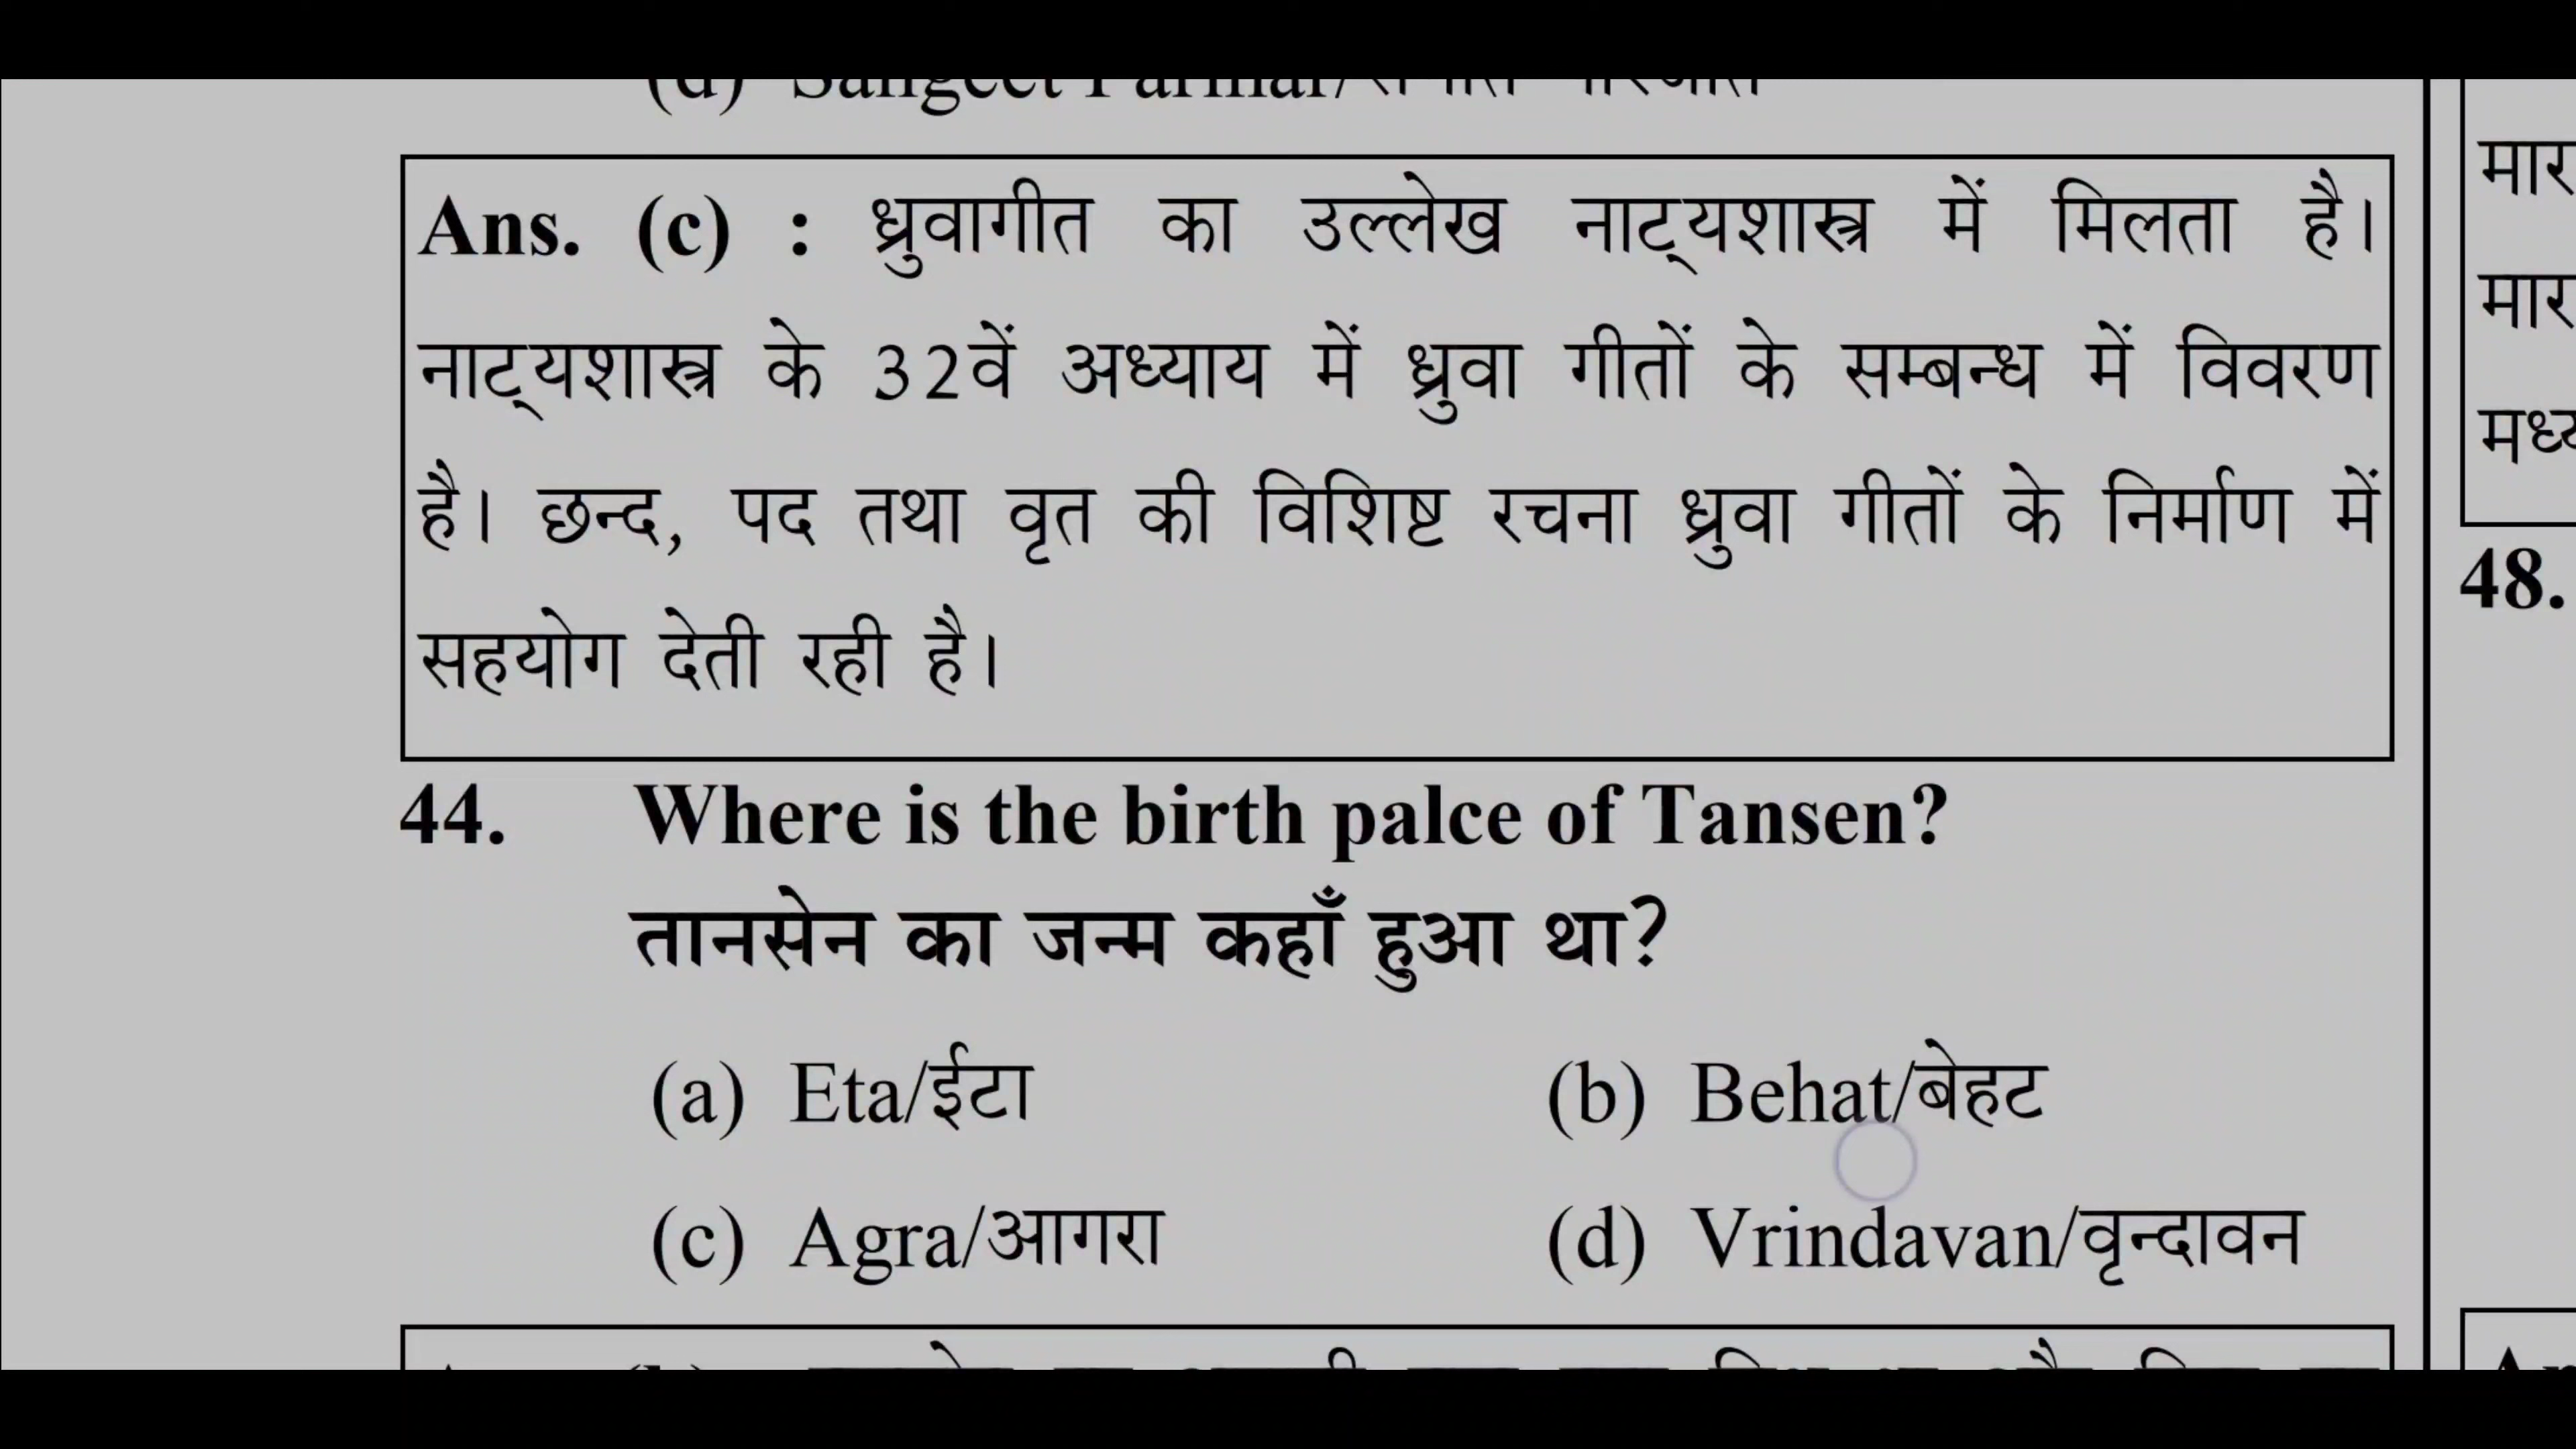 (d) Sangeet
Ans. (c) : ध्रुवागीत का उल्लेख नाट्यशास्त्र में मिलता है।
नाट्यशास्त्र के 32वें अध्याय में ध्रुवा गीतों के सम्बन्ध में विवरण
है। छन्द, पद तथा वृत की विशिष्ट रचना ध्रुवा गीतों के निर्माण में
सहयोग देती रही है।
44. Where is the birth palce of Tansen?
तानसेन का जन्म कहाँ हुआ था?
(a) Eta/ईटा (b) Behat/बेहट
(c) Agra/आगरा (d) Vrindavan/वृन्दावन
48.